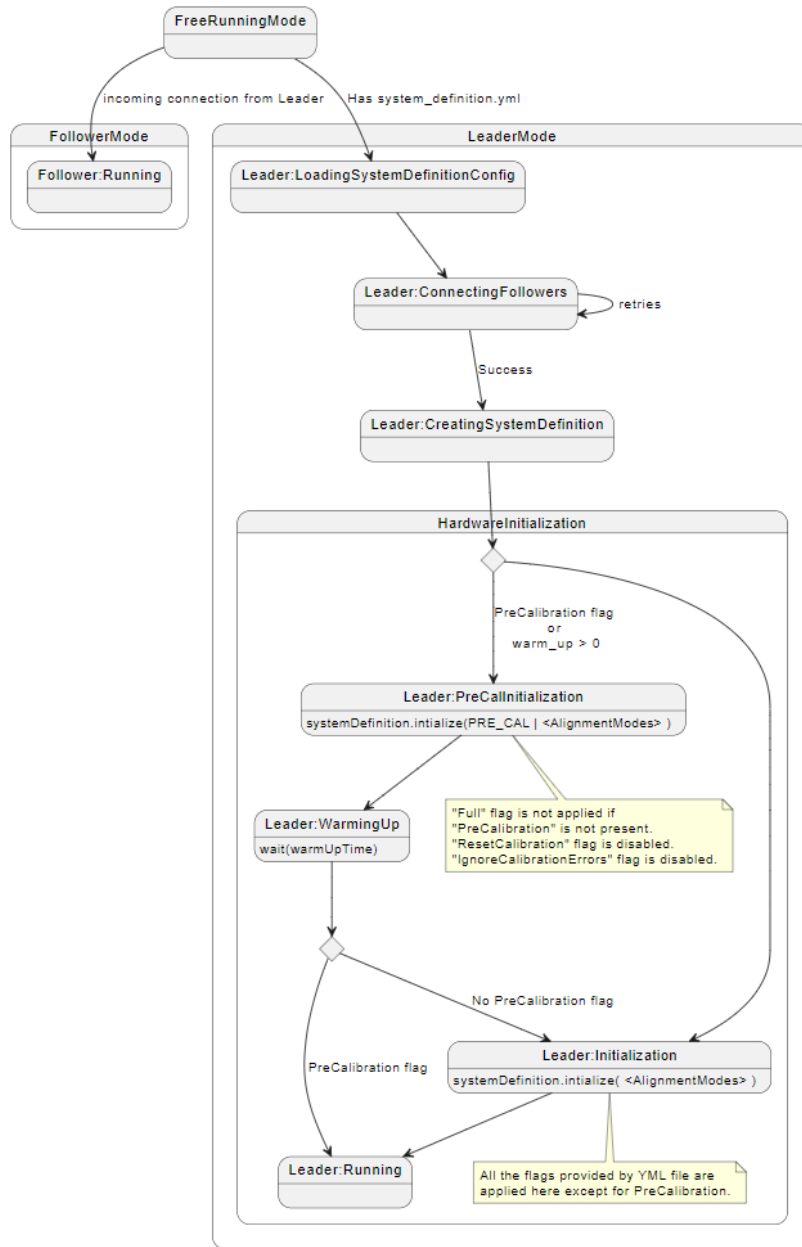 FreeRunningMode
incoming connection from Leader
Has system_definition.yml
FollowerMode
LeaderMode
Follower:Running
Leader:LoadingSystemDefinitionConfig
Leader:ConnectingFollowers
retries
Success
Leader:CreatingSystemDefinition
HardwareInitialization
PreCalibration flag
or
warm_up > 0
Leader:PreCalInitialization
systemDefinition.intialize(PRE_CAL | <AlignmentModes> )
"Full" flag is not applied if
"PreCalibration" is not present.
"ResetCalibration" flag is disabled.
"IgnoreCalibrationErrors" flag is disabled.
Leader:WarmingUp
wait(warmUpTime)
No PreCalibration flag
PreCalibration flag
Leader:Initialization
systemDefinition.intialize( <AlignmentModes> )
Leader:Running
All the flags provided by YML file are
applied here except for PreCalibration.